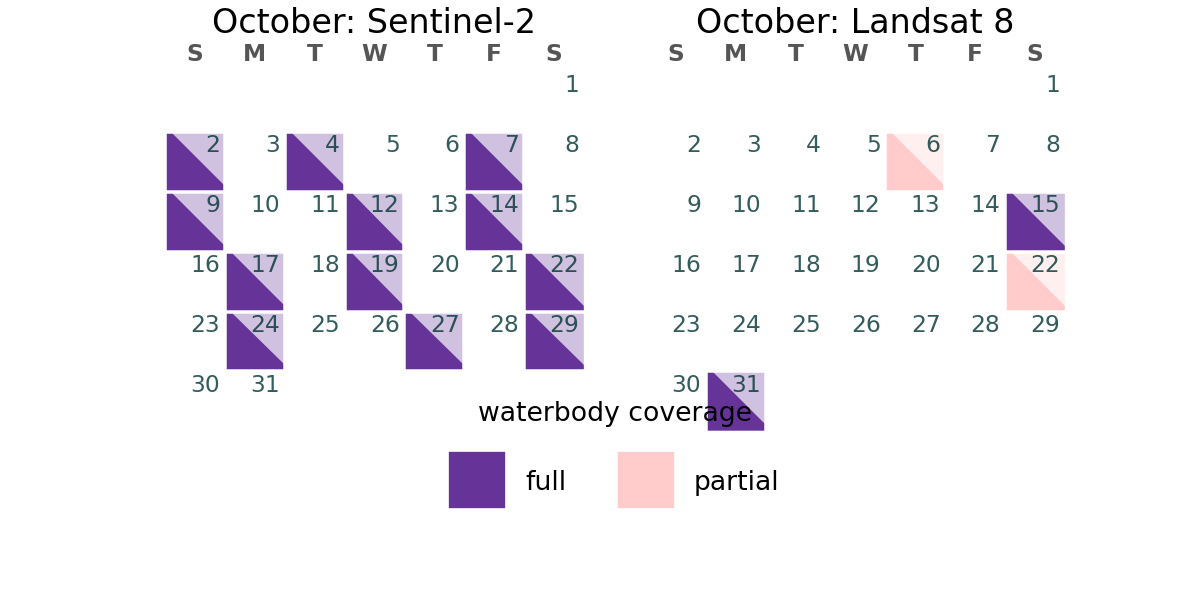 October: Sentinel-2
S M T W T F S
1
2 3 4 5 6 7 8
9 10 11 12 13 14 15
16 17 18 19 20 21 22
23 24 25 26 27 28 29
30 31
October: Landsat 8
S M T W T F S
1
2 3 4 5 6 7 8
9 10 11 12 13 14 15
16 17 18 19 20 21 22
23 24 25 26 27 28 29
30 31
waterbody coverage
full partial